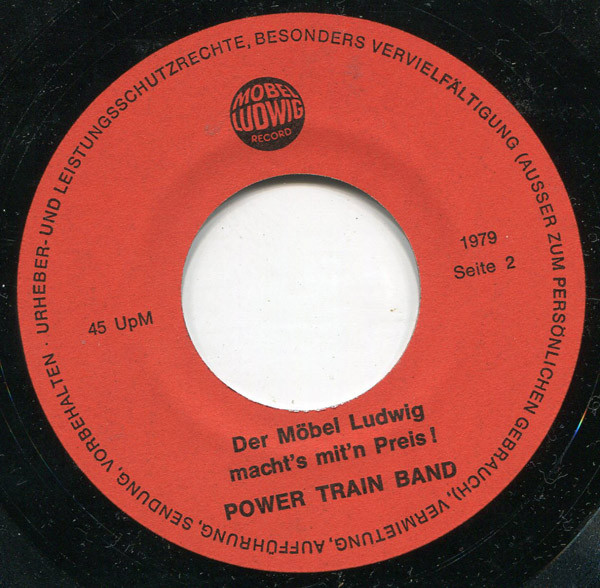 URHEBER- UND LEISTUNGSSCHUTZRECHTE, BESONDERS VERVIELFÄLTIGUNG (AUSSER ZUM PERSÖNLICHEN GEBRAUCH), VERMIETUNG, AUFFÜHRUNG, SENDUNG, VORBEHALTEN ·
MÖBEL
LUDWIG
RECORD
1979
Seite 2
45 UpM
Der Möbel Ludwig
macht's mit'n Preis!
POWER TRAIN BAND